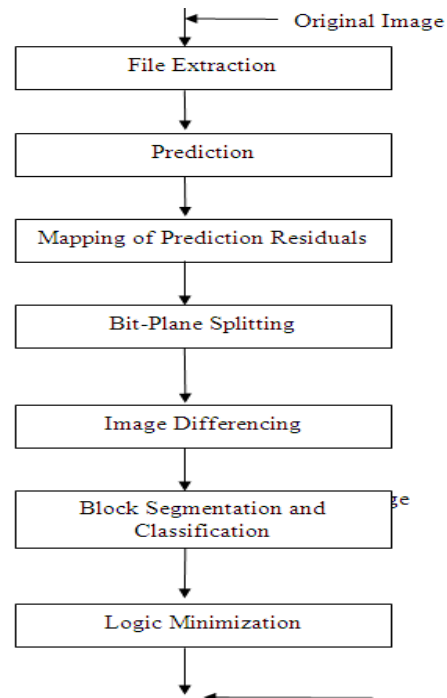 Original Image
File Extraction
Prediction
Mapping of Prediction Residuals
Bit-Plane Splitting
Image Differencing
Block Segmentation and
Classification
Logic Minimization